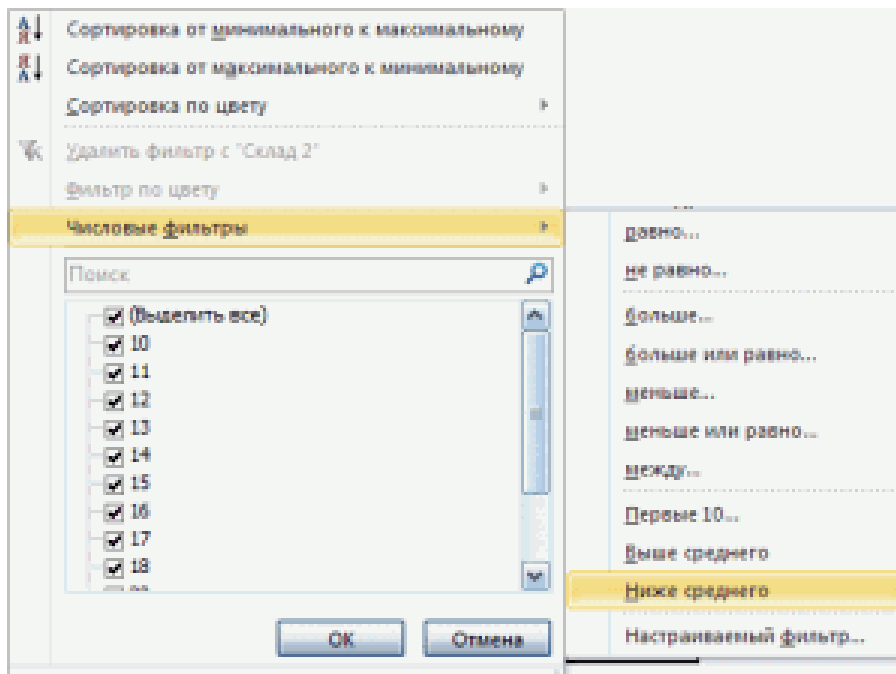 Сортировка от минимального к максимальному
Сортировка от максимального к минимальному
Сортировка по цвету
Удалить фильтр с "Склад 2"
Фильтр по цвету
Числовые фильтры
Поиск
(Выделить все)
10
11
12
13
14
15
16
17
18
ОК
Отмена
равно...
не равно...
больше...
больше или равно...
меньше...
меньше или равно...
между...
Первые 10...
Выше среднего
Ниже среднего
Настраиваемый фильтр...